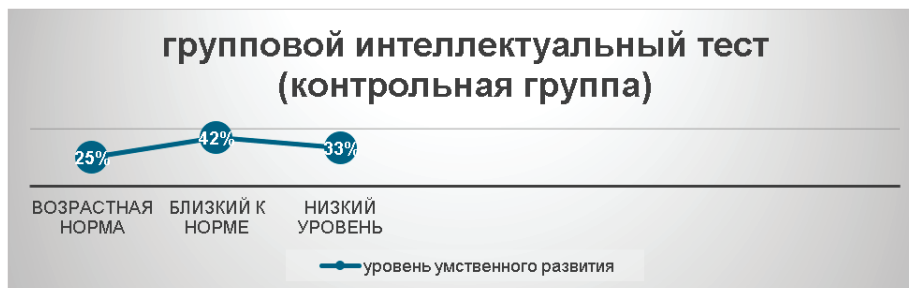 групповой интеллектуальный тест
(контрольная группа)
25%
42%
33%
ВОЗРАСТНАЯ
НОРМА
БЛИЗКИЙ К
НОРМЕ
НИЗКИЙ
УРОВЕНЬ
уровень умственного развития